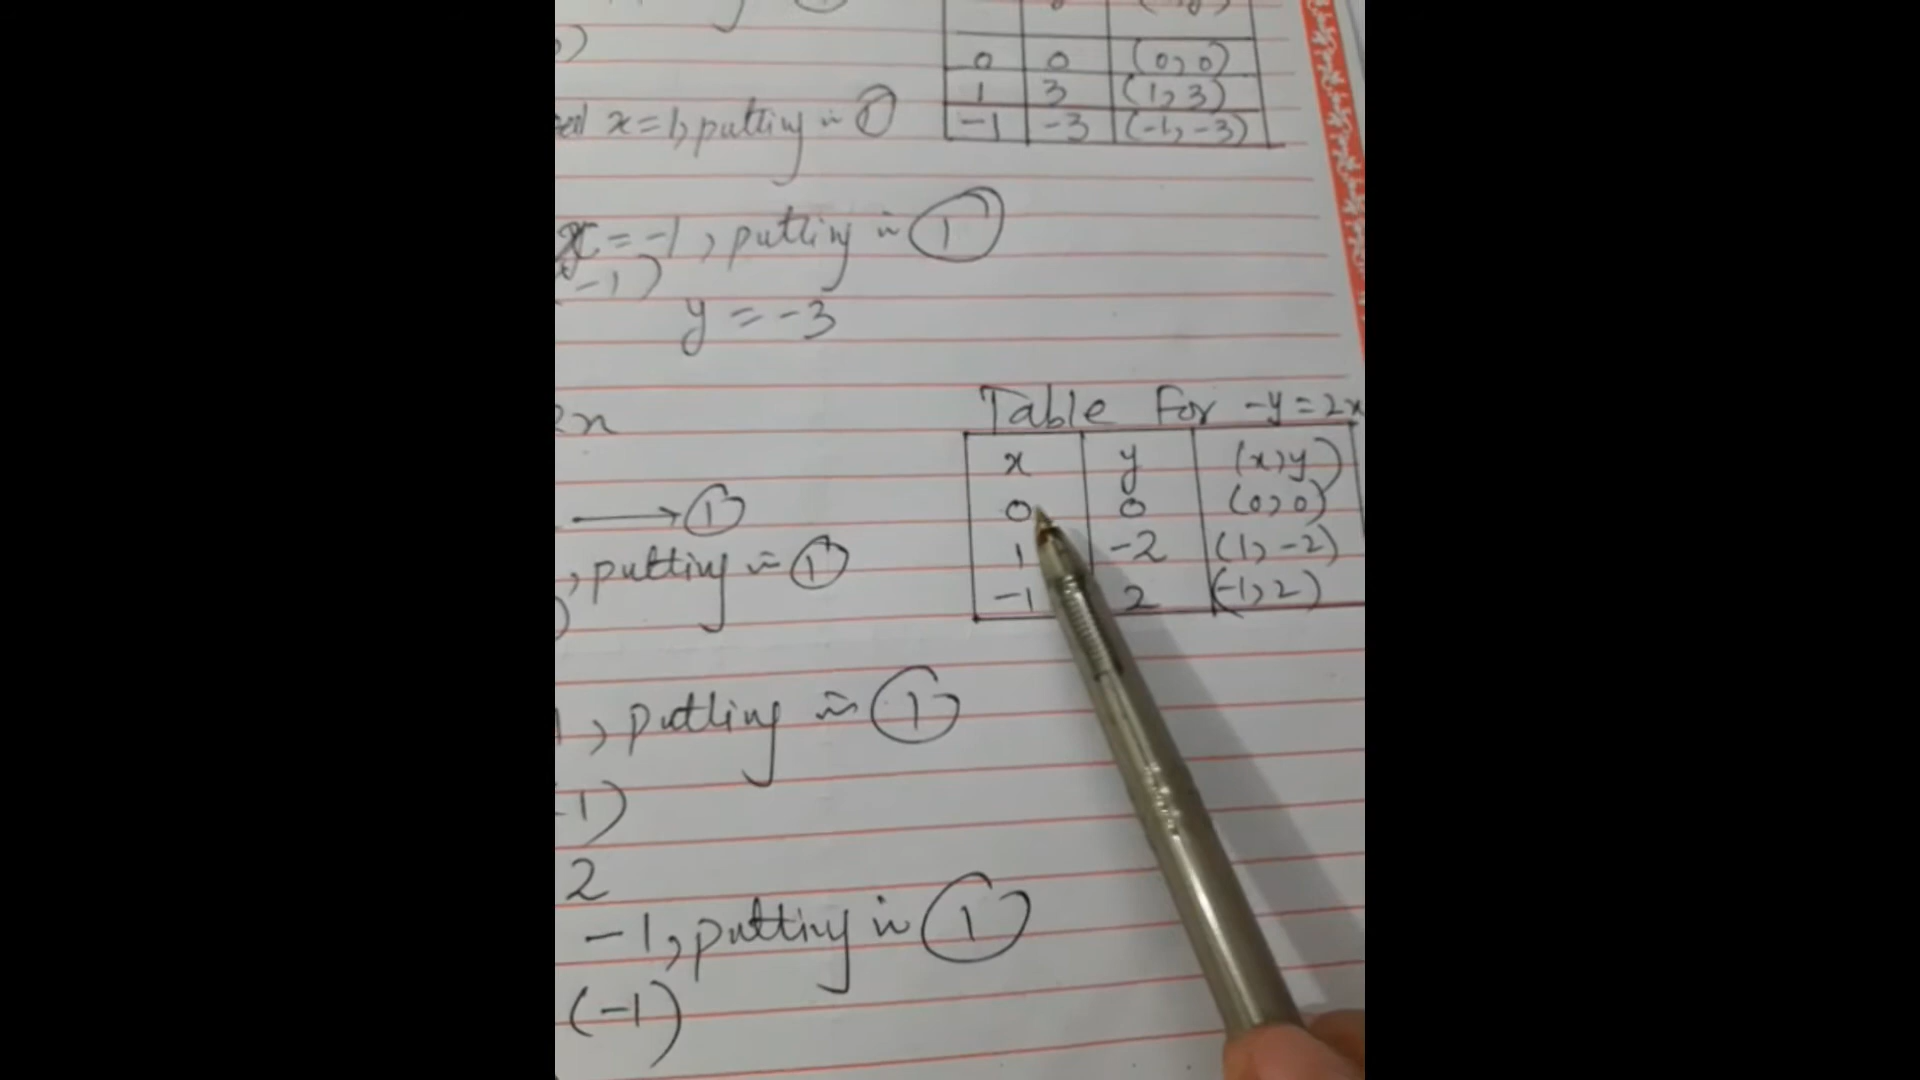 0 0 (0, 0)
1 3 (1, 3)
-1 -3 (-1, -3)
x = 1, putting in ①
x = -1, putting in ①
-1)
y = -3
2x
Table For -y = 2x
x y (x, y)
0 0 (0, 0)
1 -2 (1, -2)
-1 2 (-1, 2)
→ ①
, putting in ①
)
1, putting in ①
1)
2
-1, putting in ①
(-1)